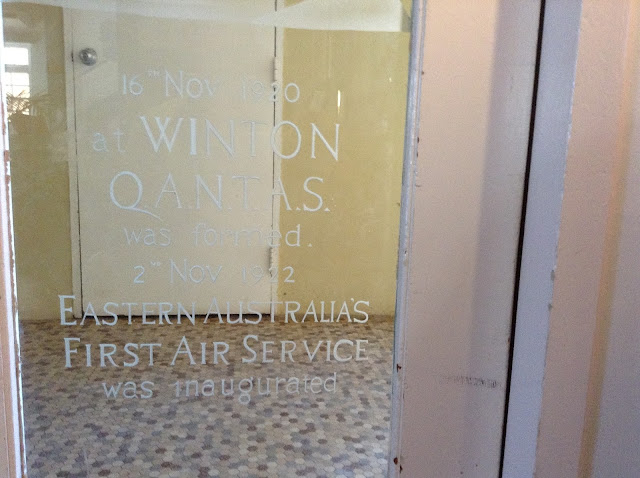 16TH Nov 1920
at WINTON
Q.A.N.T.A.S.
was formed.
2ND Nov 1922
EASTERN AUSTRALIA'S
FIRST AIR SERVICE
was inaugurated